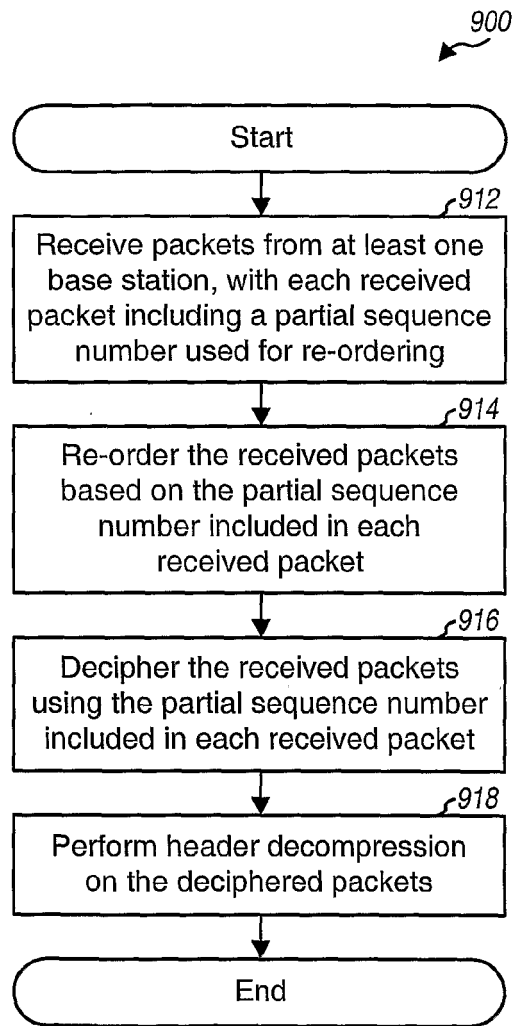 900
Start
912
Receive packets from at least one
base station, with each received
packet including a partial sequence
number used for re-ordering
914
Re-order the received packets
based on the partial sequence
number included in each
received packet
916
Decipher the received packets
using the partial sequence number
included in each received packet
918
Perform header decompression
on the deciphered packets
End